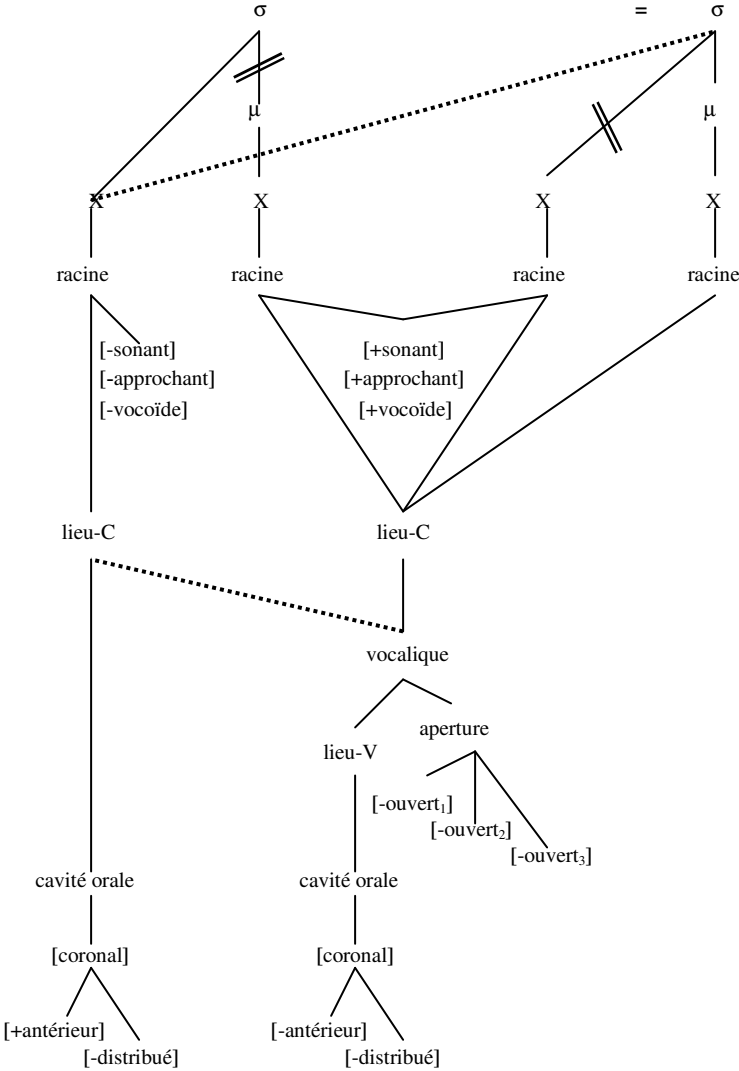 σ = σ
μ μ
X X X X
racine racine racine racine
[-sonant] [+sonant]
[-approchant] [+approchant]
[-vocoïde] [+vocoïde]
lieu-C lieu-C
vocalique
aperture
lieu-V
[-ouvert₁]
[-ouvert₂]
[-ouvert₃]
cavité orale cavité orale
[coronal] [coronal]
[+antérieur] [-antérieur]
[-distribué] [-distribué]